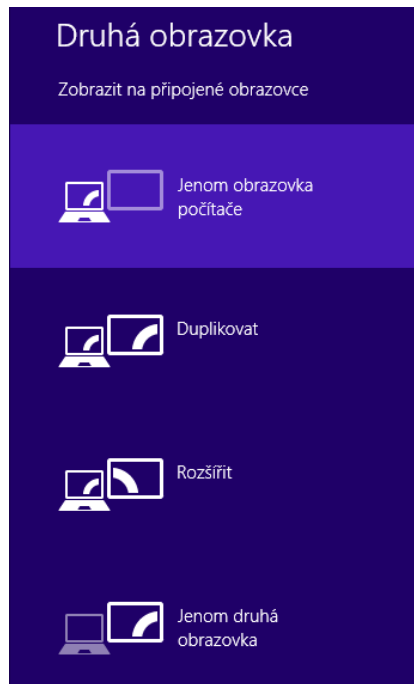 Druhá obrazovka
Zobrazit na připojené obrazovce
Jenom obrazovka
počítače
Duplikovat
Rozšířit
Jenom druhá
obrazovka